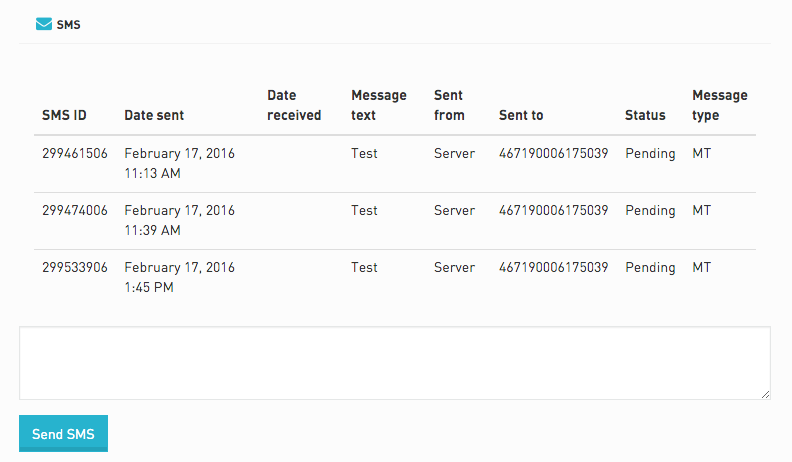 SMS
SMS ID Date sent Date received Message text Sent from Sent to Status Message type
299461506 February 17, 2016 11:13 AM Test Server 467190006175039 Pending MT
299474006 February 17, 2016 11:39 AM Test Server 467190006175039 Pending MT
299533906 February 17, 2016 1:45 PM Test Server 467190006175039 Pending MT
Send SMS